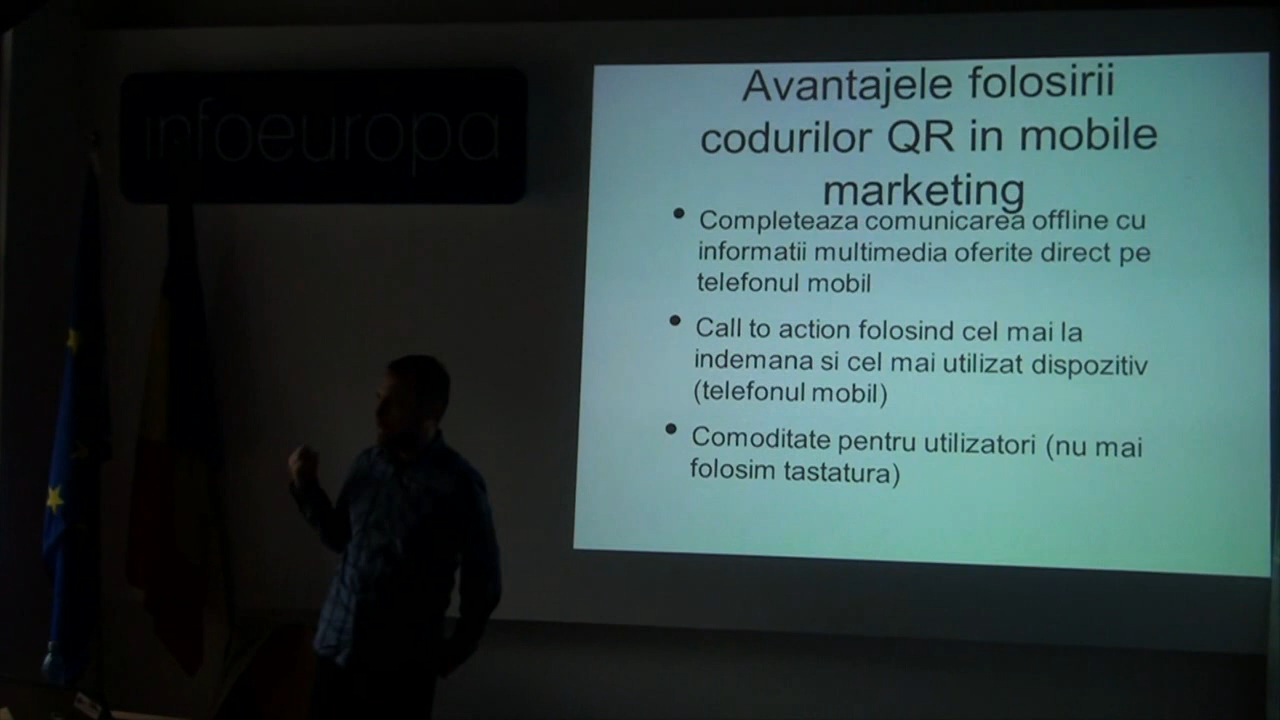 infoeuropa
Avantajele folosirii
codurilor QR in mobile
marketing
• Completeaza comunicarea offline cu
informatii multimedia oferite direct pe
telefonul mobil
• Call to action folosind cel mai la
indemana si cel mai utilizat dispozitiv
(telefonul mobil)
• Comoditate pentru utilizatori (nu mai
folosim tastatura)